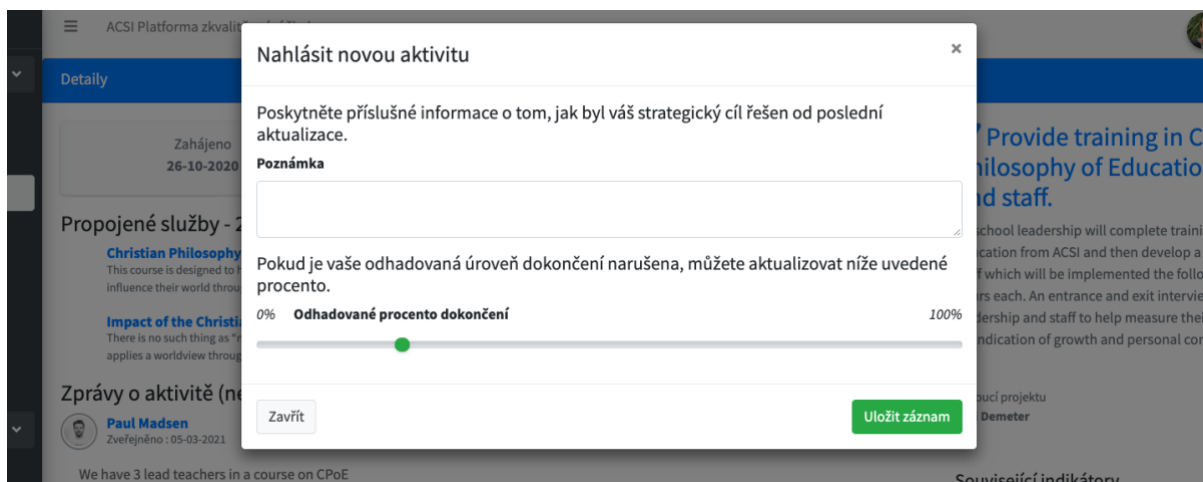 ACSI Platforma zkvalit
Nahlásit novou aktivitu
×
Detaily
Poskytněte příslušné informace o tom, jak byl váš strategický cíl řešen od poslední
aktualizace.
Poznámka
Zahájeno
26-10-2020
Provide training in C
ilosophy of Educatio
d staff.
Propojené služby - 2
Christian Philosophy
This course is designed to h
influence their world throu
Pokud je vaše odhadovaná úroveň dokončení narušena, můžete aktualizovat níže uvedené
procento.
0% Odhadované procento dokončení 100%
school leadership will complete traini
cation from ACSI and then develop a
f which will be implemented the follo
rs each. An entrance and exit intervie
dership and staff to help measure thei
ndication of growth and personal con
Impact of the Christi
There is no such thing as "r
applies a worldview throug
Zprávy o aktivitě (ne
Zavřít
Uložit záznam
Paul Madsen
Zveřejněno : 05-03-2021
oucí projektu
Demeter
We have 3 lead teachers in a course on CPoE
Související indikátory